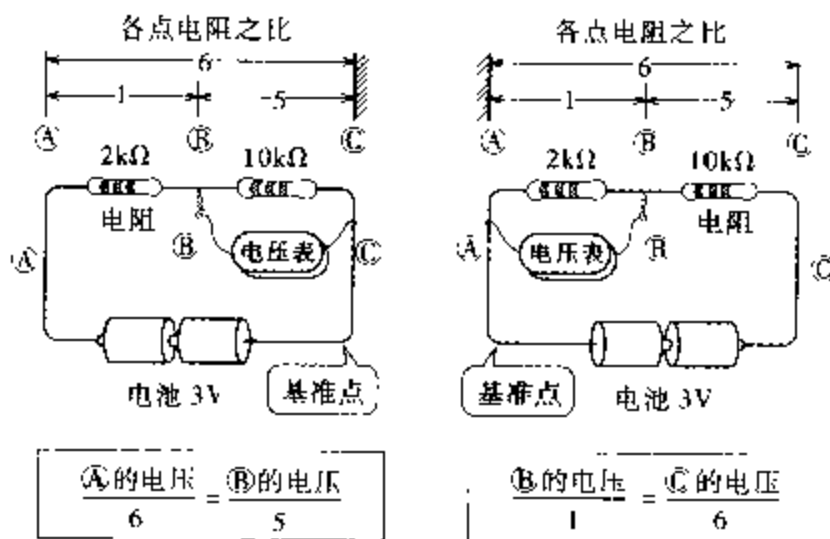 各点电阻之比
6
1
5
Ⓐ
Ⓑ
Ⓒ
2kΩ
10kΩ
电阻
Ⓑ
电压表
Ⓐ
Ⓒ
电池 3V
基准点
Ⓐ的电压/6 = Ⓑ的电压/5
各点电阻之比
6
1
5
Ⓐ
Ⓑ
Ⓒ
2kΩ
10kΩ
电阻
Ⓐ
电压表
Ⓑ
Ⓒ
基准点
电池 3V
Ⓑ的电压/1 = Ⓒ的电压/6